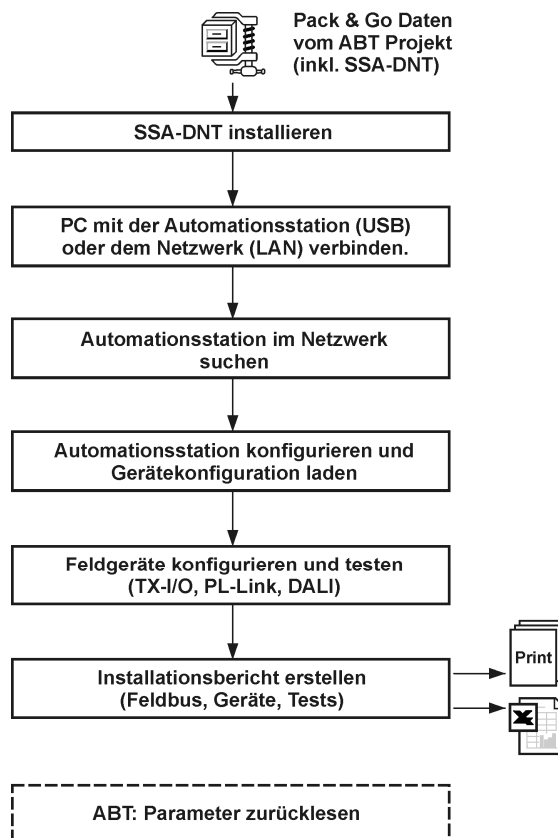 Pack & Go Daten
vom ABT Projekt
(inkl. SSA-DNT)
SSA-DNT installieren
PC mit der Automationsstation (USB)
oder dem Netzwerk (LAN) verbinden.
Automationsstation im Netzwerk
suchen
Automationsstation konfigurieren und
Gerätekonfiguration laden
Feldgeräte konfigurieren und testen
(TX-I/O, PL-Link, DALI)
Installationsbericht erstellen
(Feldbus, Geräte, Tests)
Print
X
ABT: Parameter zurücklesen